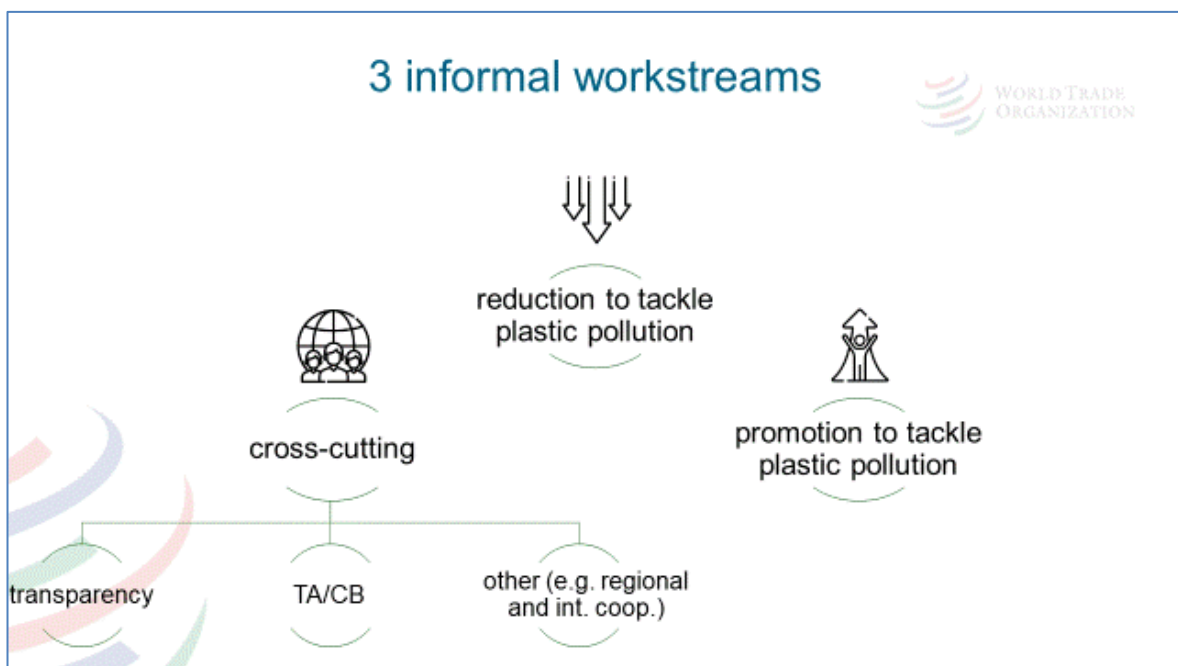 3 informal workstreams
WORLD TRADE
ORGANIZATION
reduction to tackle
plastic pollution
cross-cutting
promotion to tackle
plastic pollution
transparency
TA/CB
other (e.g. regional
and int. coop.)